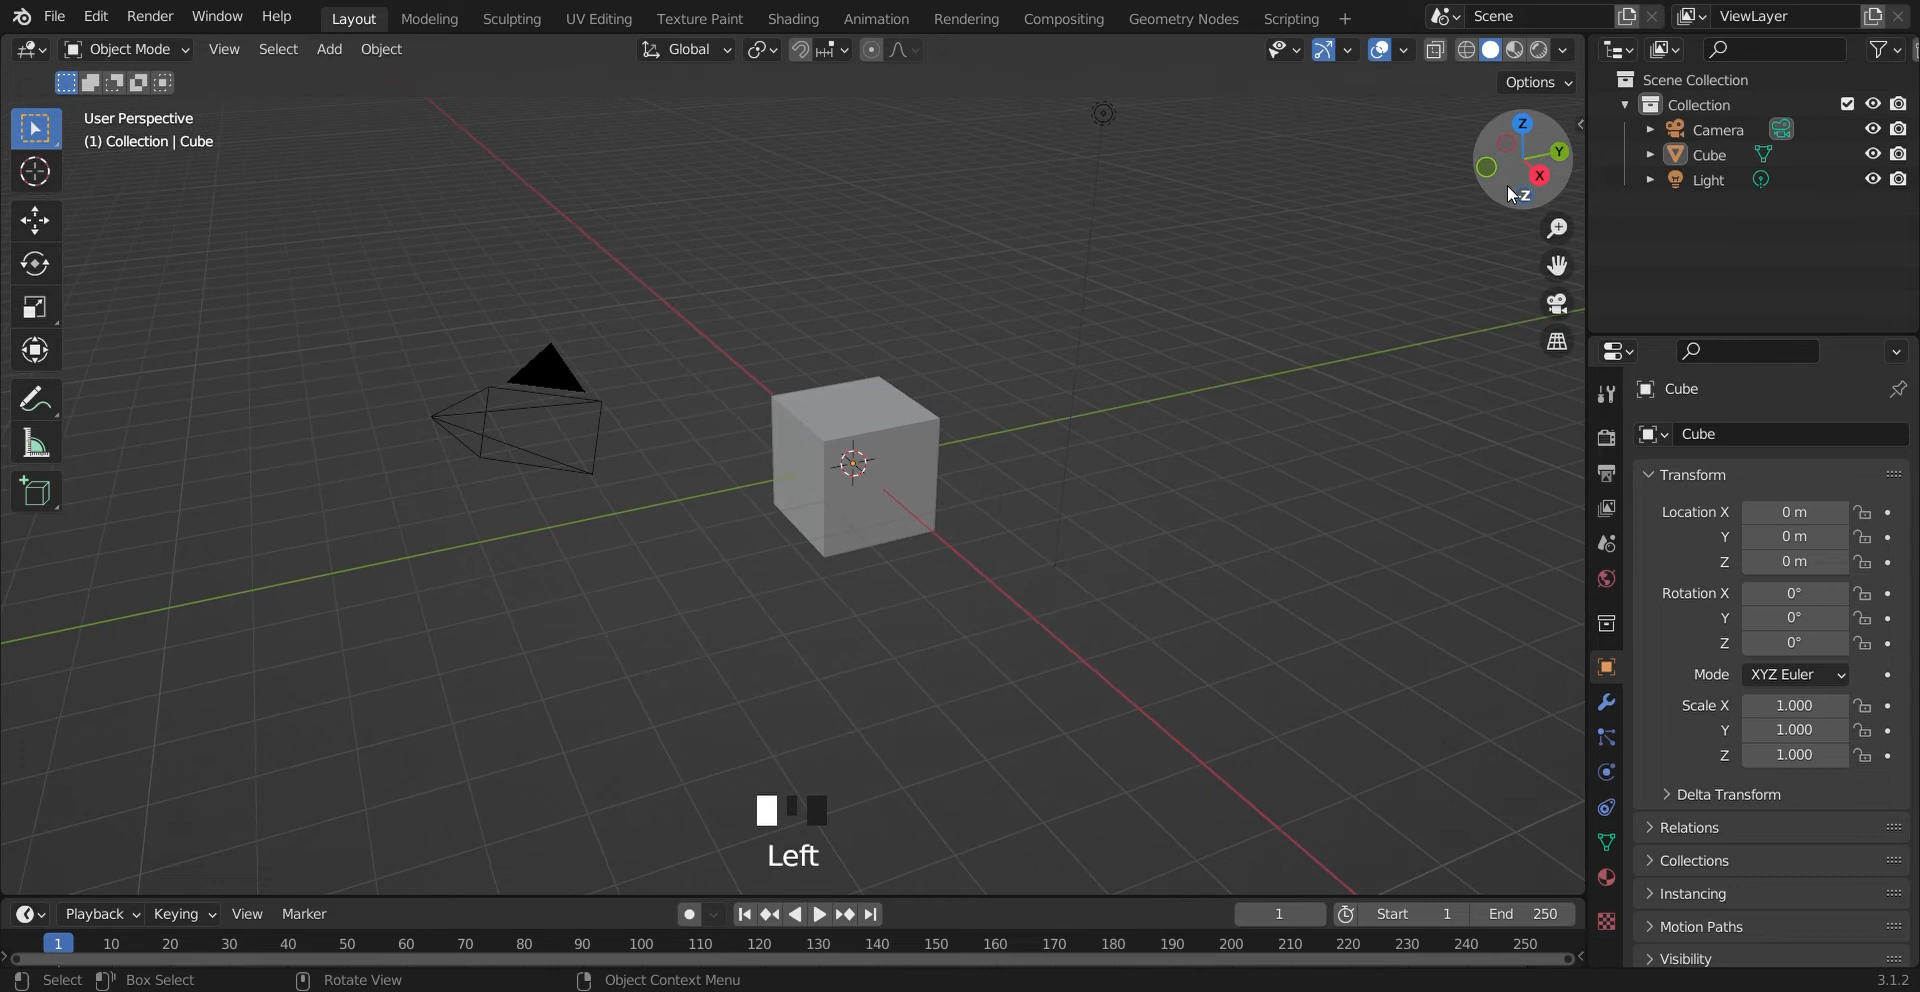 File Edit Render Window Help Layout Modeling Sculpting UV Editing Texture Paint Shading Animation Rendering Compositing Geometry Nodes Scripting + Scene ViewLayer
Object Mode View Select Add Object Global
Options
User Perspective
(1) Collection | Cube
Z
Y
X
-Z
Left
Scene Collection
Collection
Camera
Cube
Light
Cube
Cube
Transform
Location X 0 m
Y 0 m
Z 0 m
Rotation X 0°
Y 0°
Z 0°
Mode XYZ Euler
Scale X 1.000
Y 1.000
Z 1.000
Delta Transform
Relations
Collections
Instancing
Motion Paths
Visibility
Playback Keying View Marker 1 Start 1 End 250
1 10 20 30 40 50 60 70 80 90 100 110 120 130 140 150 160 170 180 190 200 210 220 230 240 250
Select Box Select Rotate View Object Context Menu 3.1.2